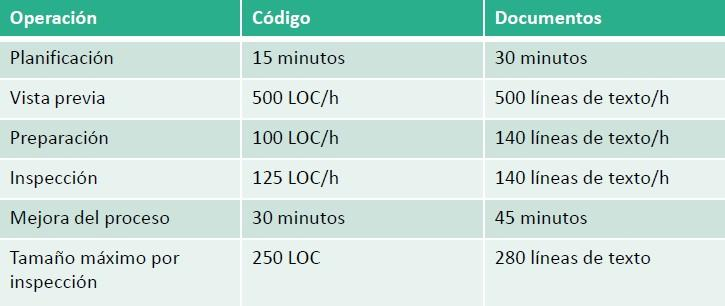 Operación Código Documentos
Planificación 15 minutos 30 minutos
Vista previa 500 LOC/h 500 líneas de texto/h
Preparación 100 LOC/h 140 líneas de texto/h
Inspección 125 LOC/h 140 líneas de texto/h
Mejora del proceso 30 minutos 45 minutos
Tamaño máximo por 250 LOC 280 líneas de texto
inspección